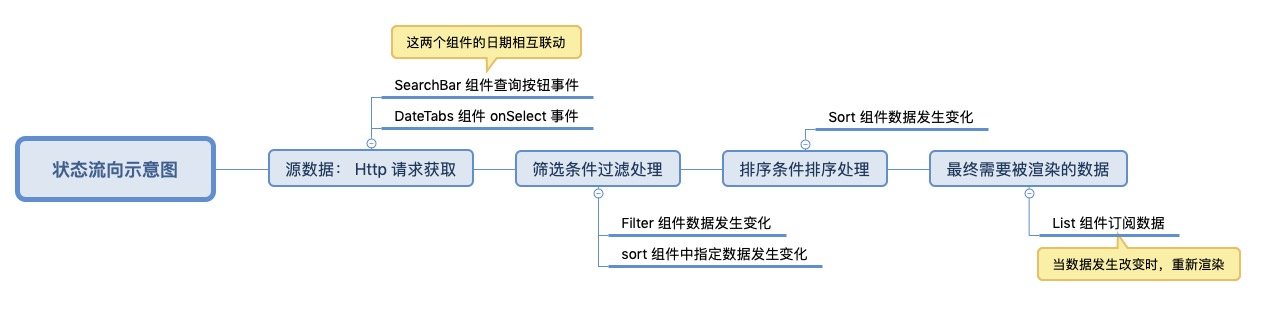 这两个组件的日期相互联动
SearchBar 组件查询按钮事件
DateTabs 组件 onSelect 事件
Sort 组件数据发生变化
状态流向示意图
源数据： Http 请求获取
筛选条件过滤处理
排序条件排序处理
最终需要被渲染的数据
Filter 组件数据发生变化
sort 组件中指定数据发生变化
List 组件订阅数据
当数据发生改变时，重新渲染